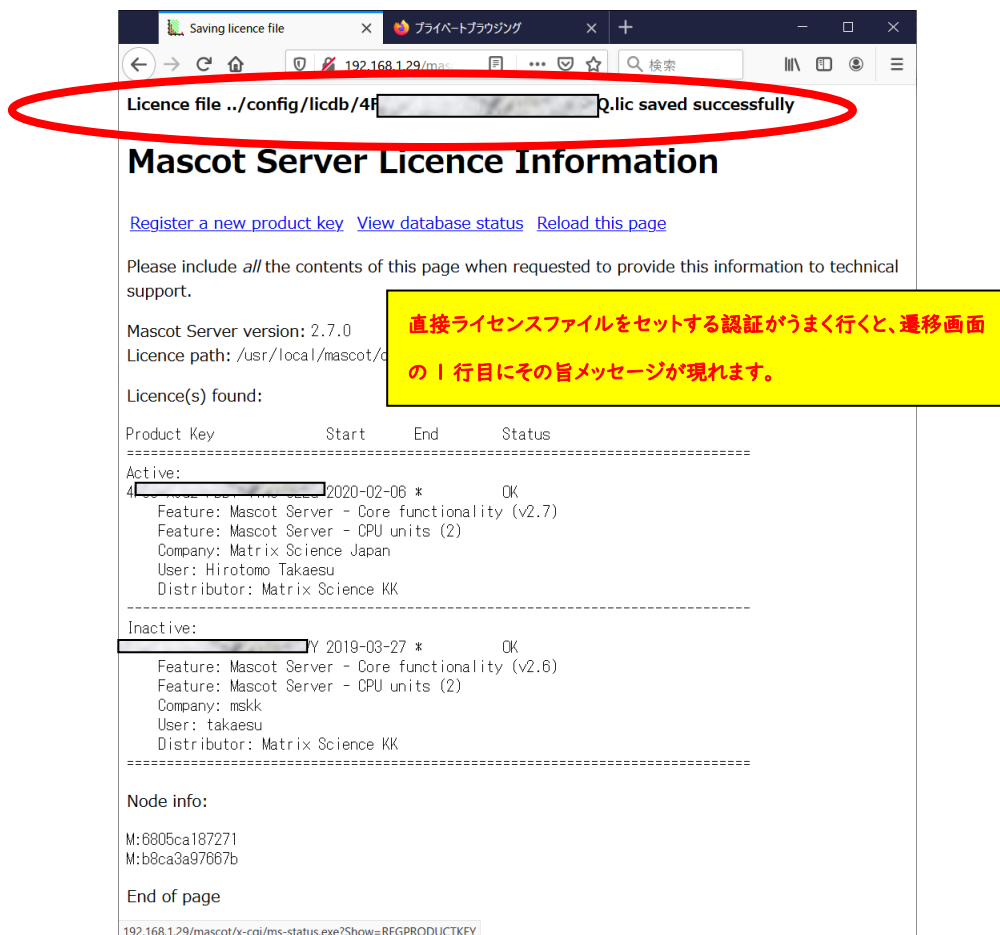 Saving licence file
プライベートブラウジング
192.168.1.29/mas
検索
Licence file ../config/licdb/4F Q.lic saved successfully
Mascot Server Licence Information
Register a new product key View database status Reload this page
Please include all the contents of this page when requested to provide this information to technical
support.
直接ライセンスファイルをセットする認証がうまく行くと、遷移画面
の 1 行目にその旨メッセージが現れます。
Mascot Server version: 2.7.0
Licence path: /usr/local/mascot/
Licence(s) found:
Product Key Start End Status
Active:
2020-02-06 * OK
Feature: Mascot Server - Core functionality (v2.7)
Feature: Mascot Server - CPU units (2)
Company: Matrix Science Japan
User: Hirotomo Takaesu
Distributor: Matrix Science KK
Inactive:
Y 2019-03-27 * OK
Feature: Mascot Server - Core functionality (v2.6)
Feature: Mascot Server - CPU units (2)
Company: mskk
User: takaesu
Distributor: Matrix Science KK
Node info:
M:6805ca187271
M:b8ca3a97667b
End of page
192.168.1.29/mascot/x-cgi/ms-status.exe?Show=REGPRODUCTKEY